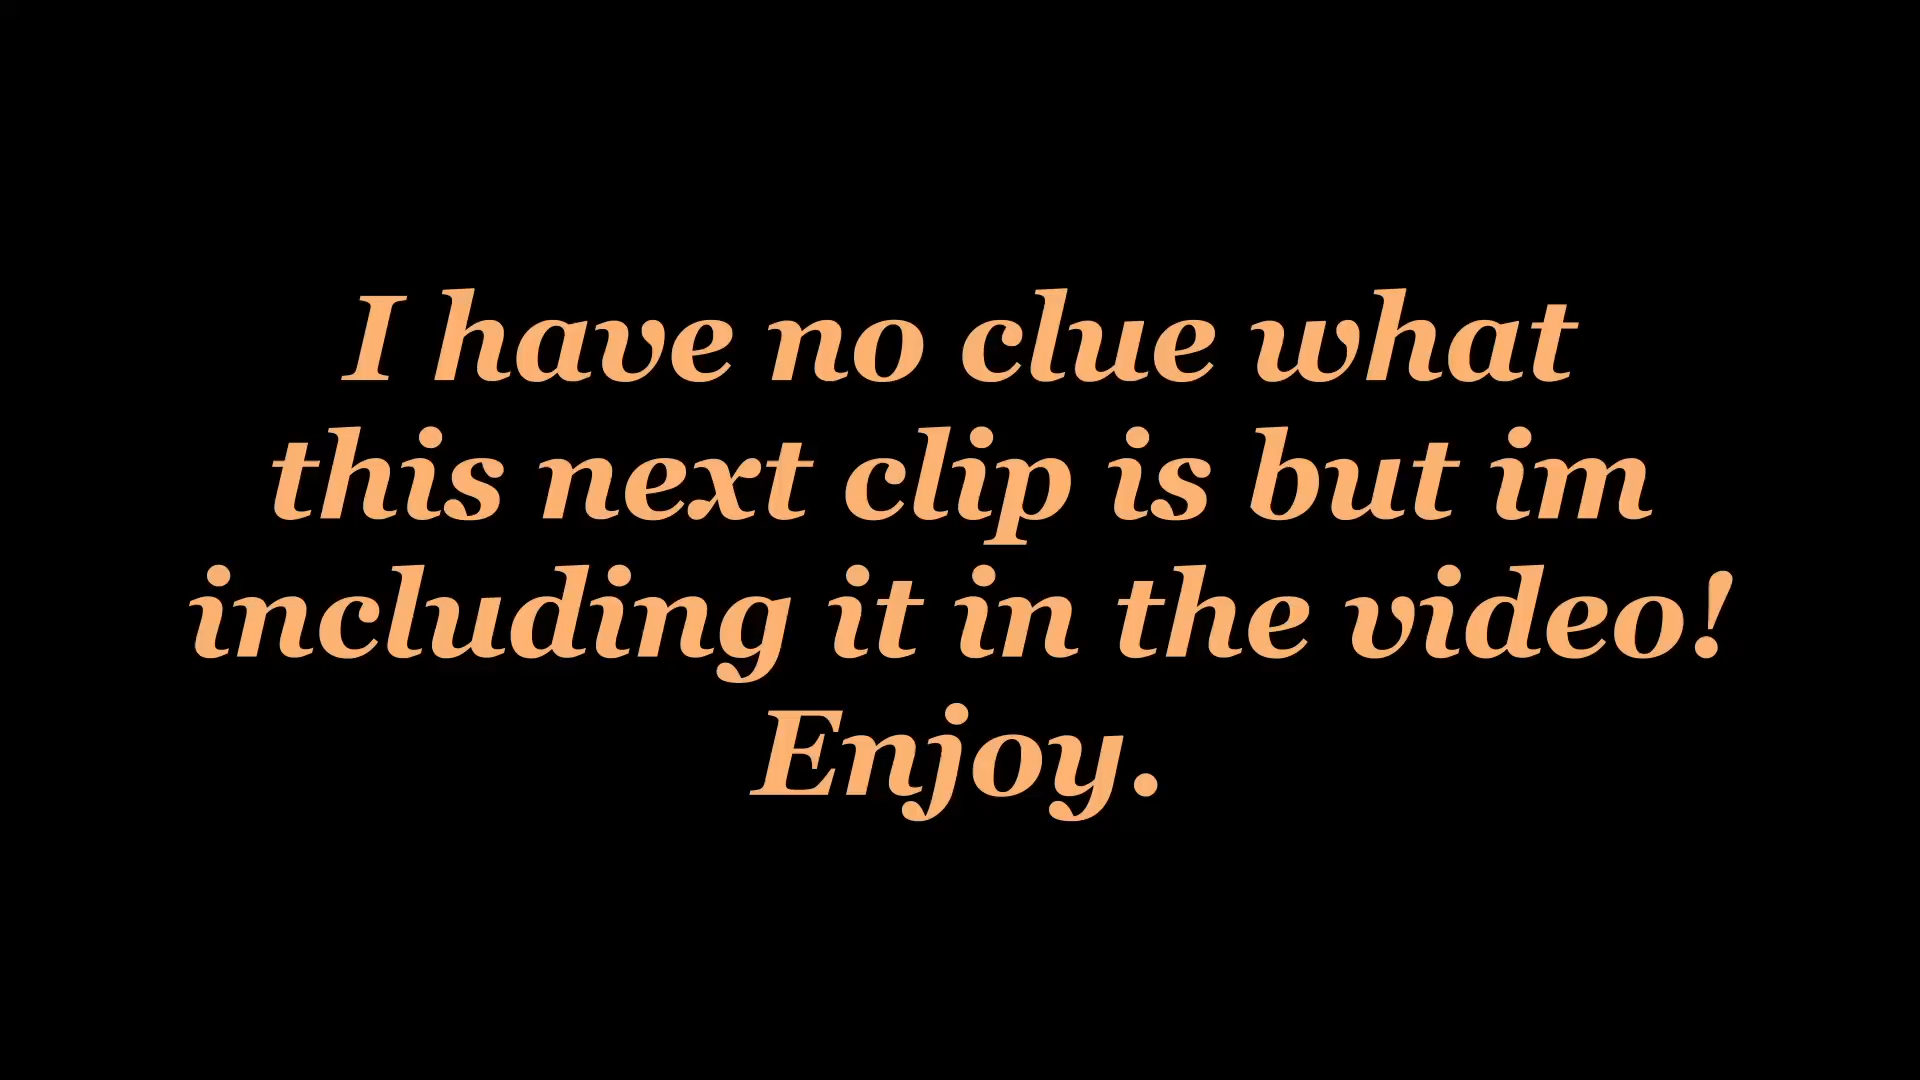 I have no clue what
this next clip is but im
including it in the video!
Enjoy.